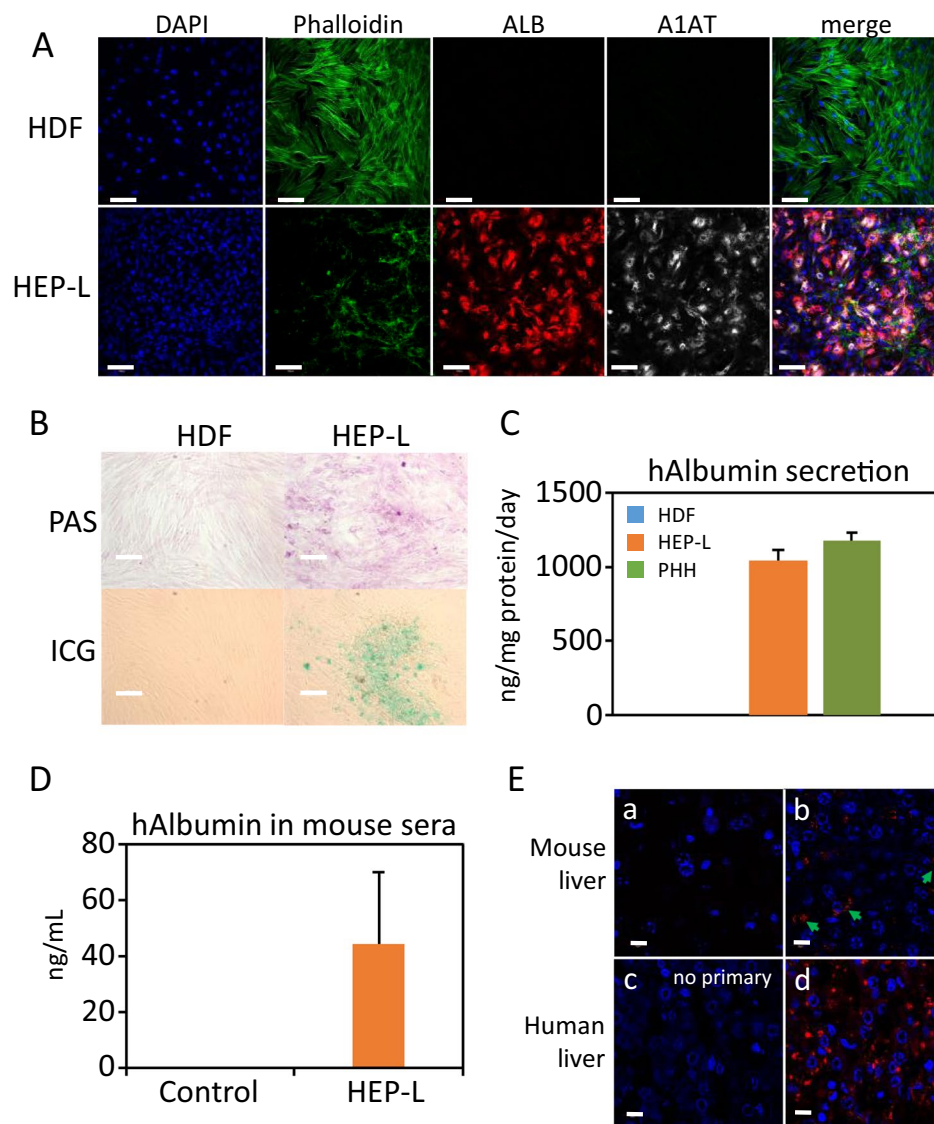 A
DAPI Phalloidin ALB A1AT merge
HDF
HEP-L
B
HDF HEP-L
PAS
ICG
C
hAlbumin secretion
ng/mg protein/day
1500
1000
500
0
HDF
HEP-L
PHH
D
hAlbumin in mouse sera
ng/mL
80
60
40
20
0
Control HEP-L
E
Mouse
liver
a b
Human
liver
c no primary d